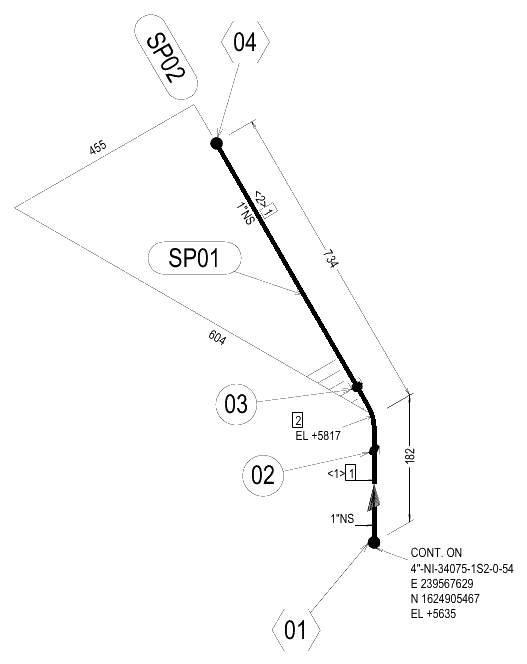 SP02
04
455
<2>1
1"NS
734
SP01
604
03
2
EL +5817
182
02
<1>1
1"NS
CONT. ON
4"-NI-34075-1S2-0-54
E 239567629
N 1624905467
EL +5635
01